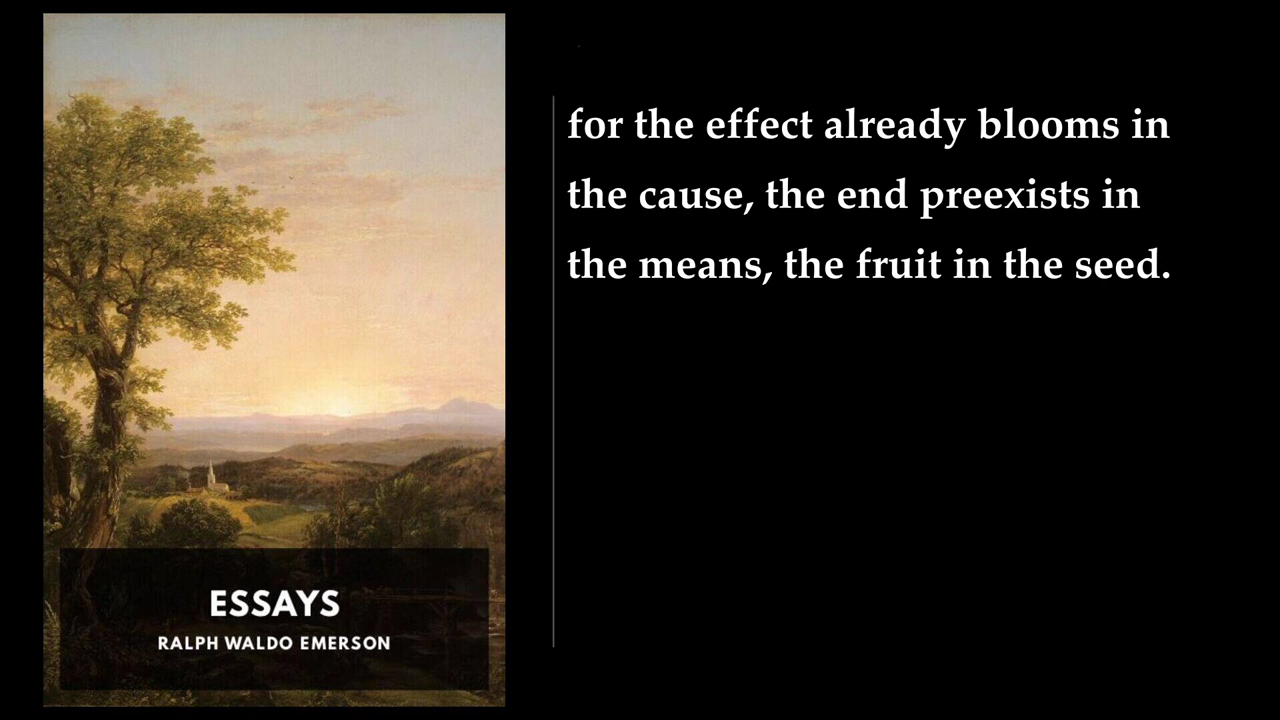 for the effect already blooms in
the cause, the end preexists in
the means, the fruit in the seed.
ESSAYS
RALPH WALDO EMERSON